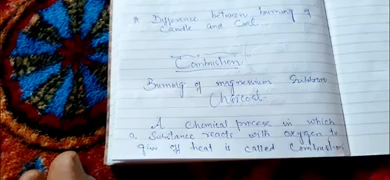 Difference between burning of
Candle and Coal.
Combustion
Burning of magnesium
Charcoal
A Chemical process in which
a Substance reacts with oxygen to
give off heat is called Combustion